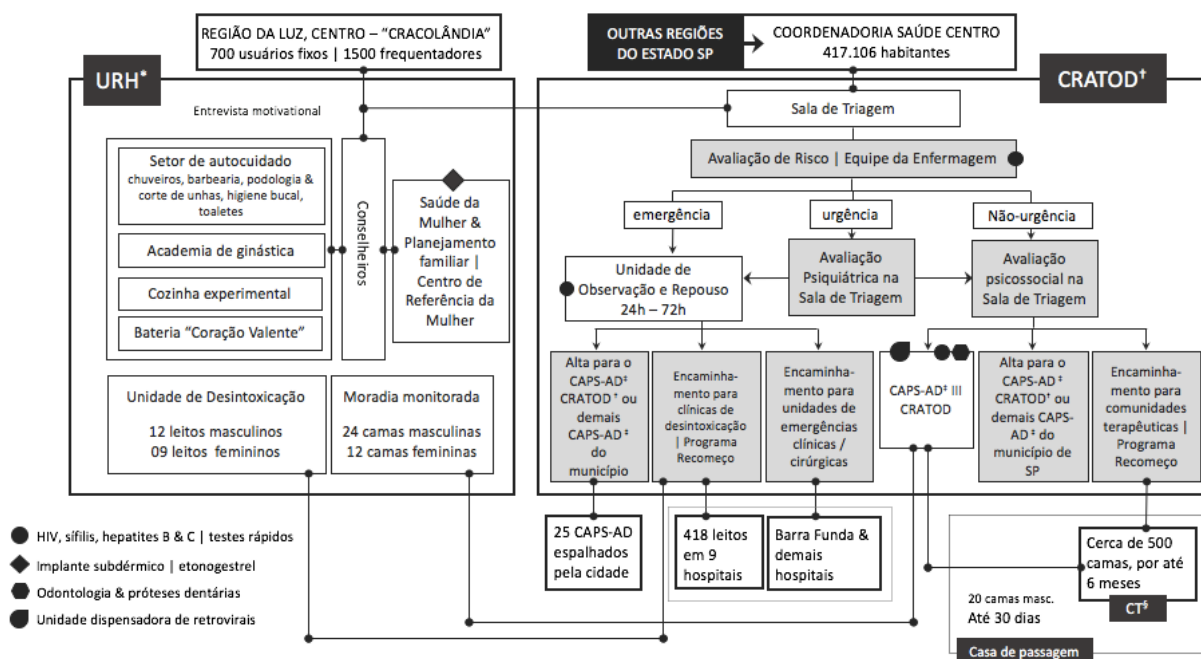 REGIÃO DA LUZ, CENTRO – “CRACOLÂNDIA”
700 usuários fixos | 1500 frequentadores
OUTRAS REGIÕES
DO ESTADO SP
COORDENADORIA SAÚDE CENTRO
417.106 habitantes
URH*
Entrevista motivational
Setor de autocuidado
chuveiros, barbearia, podologia &
corte de unhas, higiene bucal,
toaletes
Academia de ginástica
Cozinha experimental
Bateria “Coração Valente”
Conselheiros
Saúde da
Mulher &
Planejamento
familiar |
Centro de
Referência da
Mulher
Unidade de Desintoxicação
12 leitos masculinos
09 leitos femininos
Moradia monitorada
24 camas masculinas
12 camas femininas
CRATOD†
Sala de Triagem
Avaliação de Risco | Equipe da Enfermagem
emergência
urgência
Não-urgência
Unidade de
Observação e Repouso
24h – 72h
Avaliação
Psiquiátrica na
Sala de Triagem
Avaliação
psicossocial na
Sala de Triagem
Alta para o
CAPS-AD‡
CRATOD† ou
demais
CAPS-AD‡
do
município
Encaminha-
mento para
clínicas de
desintoxicação
| Programa
Recomeço
Encaminha-
mento para
unidades de
emergências
clínicas /
cirúrgicas
CAPS-AD‡ III
CRATOD
Alta para o
CAPS-AD‡
CRATOD† ou
demais CAPS-
AD‡ do
município de
SP
Encaminha-
mento para
comunidades
terapêuticas |
Programa
Recomeço
25 CAPS-AD
espalhados
pela cidade
418 leitos
em 9
hospitais
Barra Funda &
demais
hospitais
Cerca de 500
camas, por até
6 meses
CT§
20 camas masc.
Até 30 dias
Casa de passagem
HIV, sífilis, hepatites B & C | testes rápidos
Implante subdérmico | etonogestrel
Odontologia & próteses dentárias
Unidade dispensadora de retrovirais